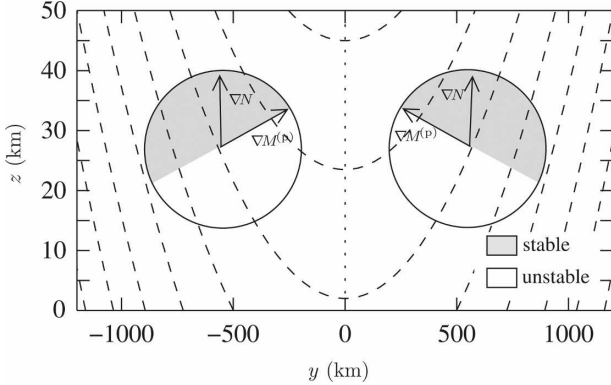 50
40
30
20
10
0
z (km)
∇N
∇M(p)
∇N
∇M(p)
stable
unstable
−1000 −500 0 500 1000
y (km)